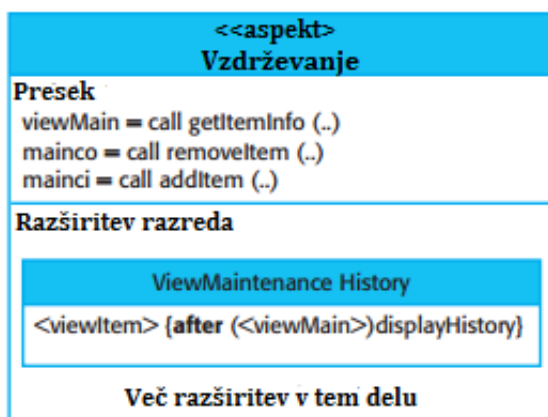 <<aspekt>
Vzdrževanje
Presek
viewMain = call getItemInfo (..)
mainco = call removeItem (..)
mainci = call addItem (..)
Razširitev razreda
ViewMaintenance History
<viewItem> {after (<viewMain>)displayHistory}
Več razširitev v tem delu